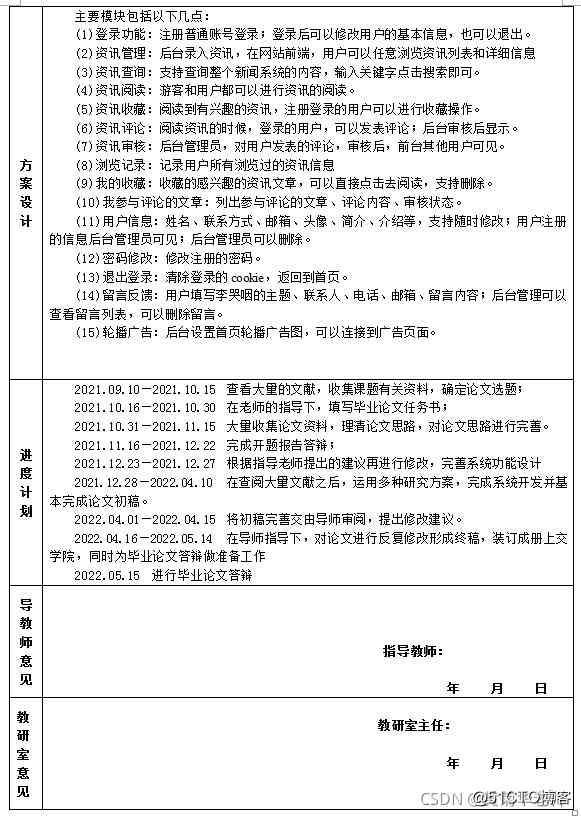 主要模块包括以下几点：
(1)登录功能：注册普通账号登录；登录后可以修改用户的基本信息，也可以退出。
(2)资讯管理：后台录入资讯，在网站前端，用户可以任意浏览资讯列表和详细信息
(3)资讯查询：支持查询整个新闻系统的内容，输入关键字点击搜索即可。
(4)资讯阅读：游客和用户都可以进行资讯的阅读。
(5)资讯收藏：阅读到有兴趣的资讯，注册登录的用户可以进行收藏操作。
(6)资讯评论：阅读资讯的时候，登录的用户，可以发表评论；后台审核后显示。
(7)资讯审核：后台管理员，对用户发表的评论，审核后，前台其他用户可见。
(8)浏览记录：记录用户所有浏览过的资讯信息
(9)我的收藏：收藏的感兴趣的资讯文章，可以直接点击去阅读，支持删除。
(10)我参与评论的文章：列出参与评论的文章、评论内容、审核状态。
(11)用户信息：姓名、联系方式、邮箱、头像、简介、介绍等，支持随时修改；用户注册
的信息后台管理员可见；后台管理员可以删除。
(12)密码修改：修改注册的密码。
(13)退出登录：清除登录的cookie，返回到首页。
(14)留言反馈：用户填写李哭咽的主题、联系人、电话、邮箱、留言内容；后台管理可以
查看留言列表，可以删除留言。
(15)轮播广告：后台设置首页轮播广告图，可以连接到广告页面。
方案设计
2021.09.10－2021.10.15 查看大量的文献，收集课题有关资料，确定论文选题；
2021.10.16－2021.10.30 在老师的指导下，填写毕业论文任务书；
2021.10.31－2021.11.15 大量收集论文资料，理清论文思路，对论文思路进行完善。
2021.11.16－2021.12.22 完成开题报告答辩；
2021.12.23－2021.12.27 根据指导老师提出的建议再进行修改，完善系统功能设计
2021.12.28－2022.04.10 在查阅大量文献之后，运用多种研究方案，完成系统开发并基
本完成论文初稿。
2022.04.01－2022.04.15 将初稿完善交由导师审阅，提出修改建议。
2022.04.16－2022.05.14 在导师指导下，对论文进行反复修改形成终稿，装订成册上交
学院，同时为毕业论文答辩做准备工作
2022.05.15 进行毕业论文答辩
进度计划
导教师意见
指导教师：
年 月 日
教研室意见
教研室主任：
年 月 日
CSDN
@51CTO博客